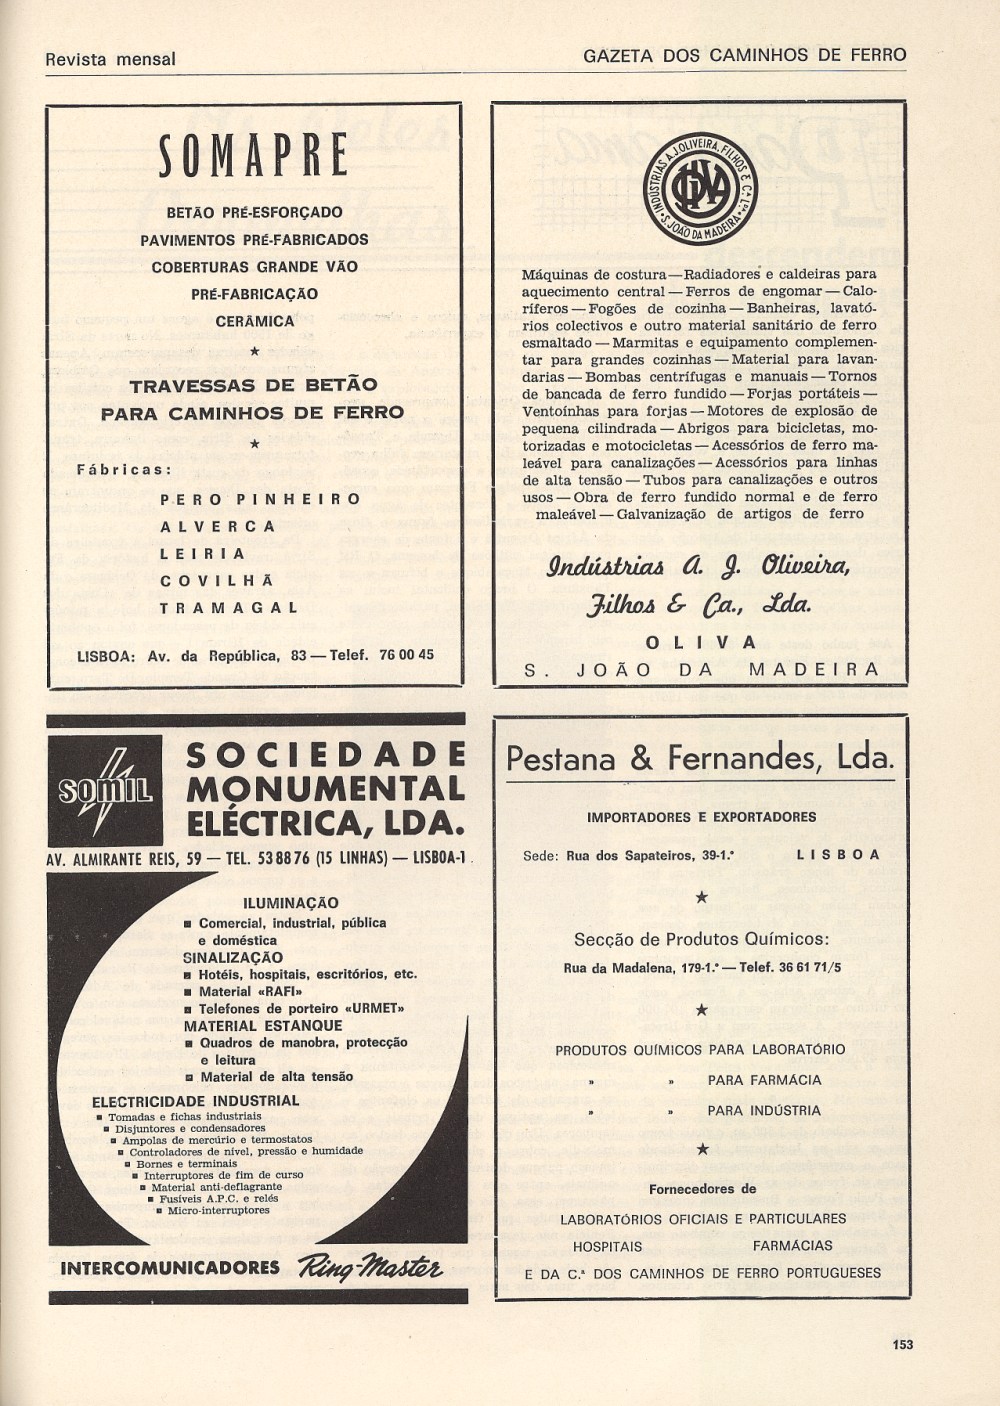 Revista mensal
GAZETA DOS CAMINHOS DE FERRO
SOMAPRE
BETÃO PRÉ-ESFORÇADO
PAVIMENTOS PRÉ-FABRICADOS
COBERTURAS GRANDE VÃO
PRÉ-FABRICAÇÃO
CERÂMICA
★
TRAVESSAS DE BETÃO
PARA CAMINHOS DE FERRO
★
Fábricas:
PERO PINHEIRO
ALVERCA
LEIRIA
COVILHÃ
TRAMAGAL
LISBOA: Av. da República, 83 — Telef. 76 00 45
INDÚSTRIAS A. J. OLIVEIRA, FILHOS & C.ª L.da
S. JOÃO DA MADEIRA
OLIVA
Máquinas de costura — Radiadores e caldeiras para
aquecimento central — Ferros de engomar — Calo-
ríferos — Fogões de cozinha — Banheiras, lavató-
rios colectivos e outro material sanitário de ferro
esmaltado — Marmitas e equipamento complemen-
tar para grandes cozinhas — Material para lavan-
darias — Bombas centrífugas e manuais — Tornos
de bancada de ferro fundido — Forjas portáteis —
Ventoínhas para forjas — Motores de explosão de
pequena cilindrada — Abrigos para bicicletas, mo-
torizadas e motocicletas — Acessórios de ferro ma-
leável para canalizações — Acessórios para linhas
de alta tensão — Tubos para canalizações e outros
usos — Obra de ferro fundido normal e de ferro
maleável — Galvanização de artigos de ferro
Indústrias A. J. Oliveira,
Filhos & Ca., Lda.
OLIVA
S. JOÃO DA MADEIRA
SOMIL
SOCIEDADE
MONUMENTAL
ELÉCTRICA, LDA.
AV. ALMIRANTE REIS, 59 — TEL. 538876 (15 LINHAS) — LISBOA-1
ILUMINAÇÃO
■ Comercial, industrial, pública
e doméstica
SINALIZAÇÃO
■ Hotéis, hospitais, escritórios, etc.
■ Material «RAFI»
■ Telefones de porteiro «URMET»
MATERIAL ESTANQUE
■ Quadros de manobra, protecção
e leitura
■ Material de alta tensão
ELECTRICIDADE INDUSTRIAL
■ Tomadas e fichas industriais
■ Disjuntores e condensadores
■ Ampolas de mercúrio e termostatos
■ Controladores de nível, pressão e humidade
■ Bornes e terminais
■ Interruptores de fim de curso
■ Material anti-deflagrante
■ Fusíveis A.P.C. e relés
■ Micro-interruptores
INTERCOMUNICADORES Ring-Master
Pestana & Fernandes, Lda.
IMPORTADORES E EXPORTADORES
Sede: Rua dos Sapateiros, 39-1.º LISBOA
★
Secção de Produtos Químicos:
Rua da Madalena, 179-1.º — Telef. 36 61 71/5
★
PRODUTOS QUÍMICOS PARA LABORATÓRIO
» » PARA FARMÁCIA
» » PARA INDÚSTRIA
★
Fornecedores de
LABORATÓRIOS OFICIAIS E PARTICULARES
HOSPITAIS FARMÁCIAS
E DA C.ª DOS CAMINHOS DE FERRO PORTUGUESES
153